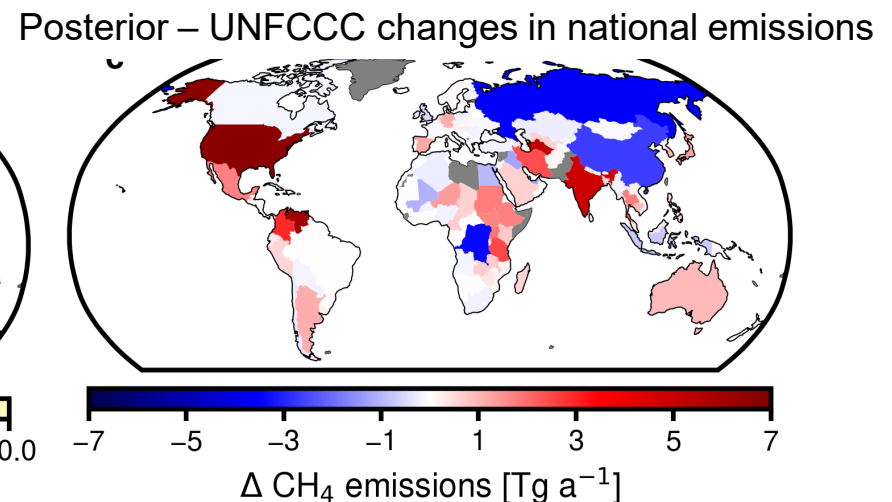 Posterior – UNFCCC changes in national emissions
0.0
−7 −5 −3 −1 1 3 5 7
Δ CH₄ emissions [Tg a⁻¹]